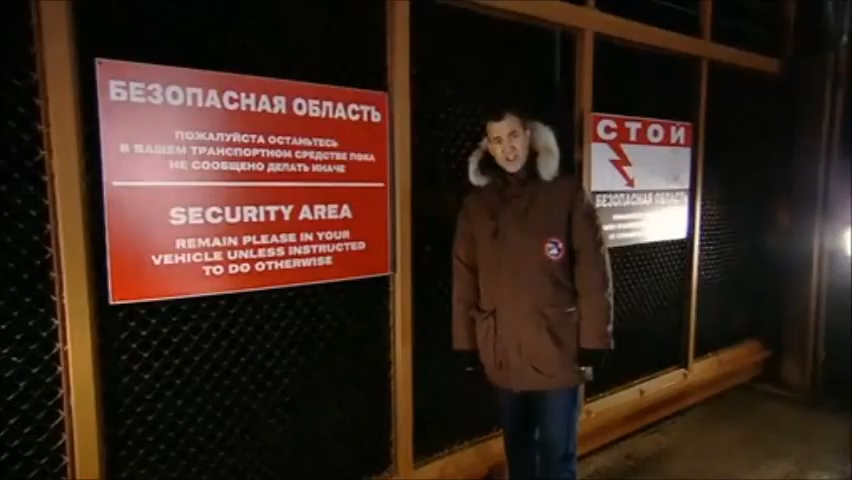 БЕЗОПАСНАЯ ОБЛАСТЬ
ПОЖАЛУЙСТА ОСТАНЬТЕСЬ
В ВАШЕМ ТРАНСПОРТНОМ СРЕДСТВЕ ПОКА
НЕ СООБЩЕНО ДЕЛАТЬ ИНАЧЕ
SECURITY AREA
REMAIN PLEASE IN YOUR
VEHICLE UNLESS INSTRUCTED
TO DO OTHERWISE
СТОЙ
БЕЗОПАСНАЯ ОБЛАСТЬ